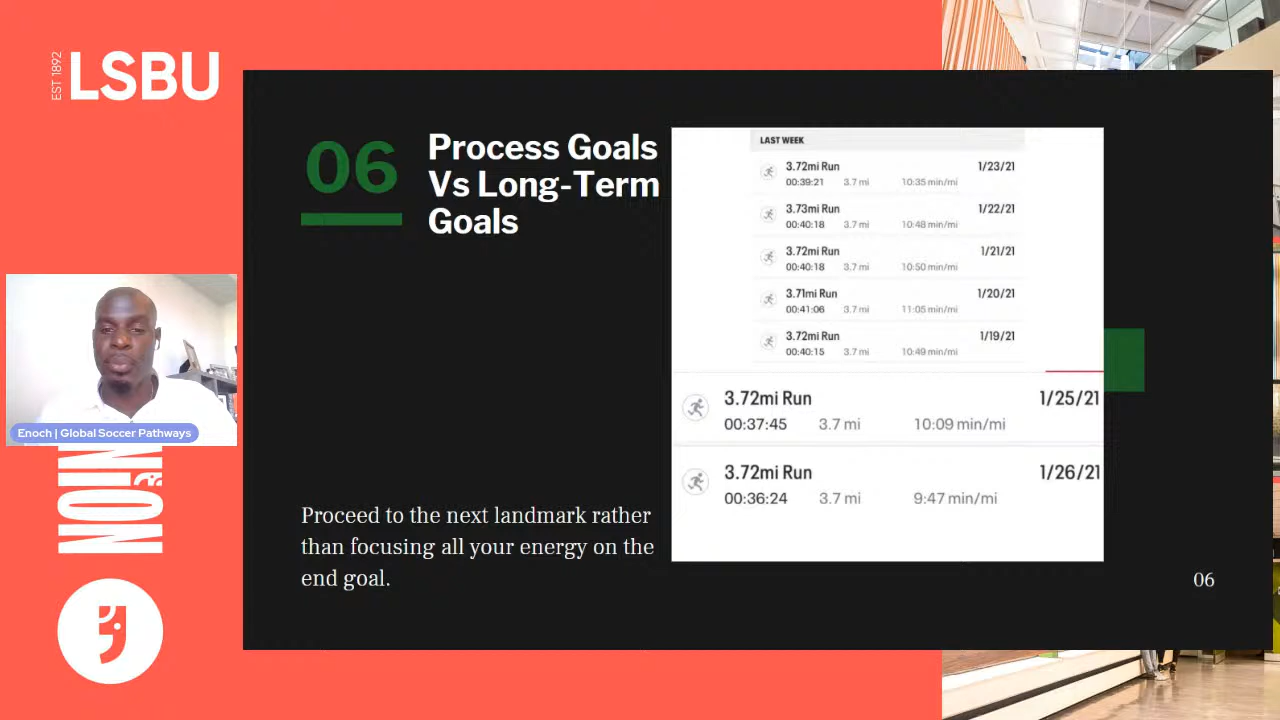 EST 1892
LSBU
06
Process Goals
Vs Long-Term
Goals
LAST WEEK
3.72mi Run
1/23/21
00:39:21
3.7 mi
10:35 min/mi
3.73mi Run
1/22/21
00:40:18
3.7 mi
10:48 min/mi
3.72mi Run
1/21/21
00:40:18
3.7 mi
10:50 min/mi
3.71mi Run
1/20/21
00:41:06
3.7 mi
11:05 min/mi
3.72mi Run
1/19/21
00:40:15
3.7 mi
10:49 min/mi
3.72mi Run
1/25/21
00:37:45
3.7 mi
10:09 min/mi
3.72mi Run
1/26/21
00:36:24
3.7 mi
9:47 min/mi
Enoch | Global Soccer Pathways
NION
Proceed to the next landmark rather
than focusing all your energy on the
end goal.
06